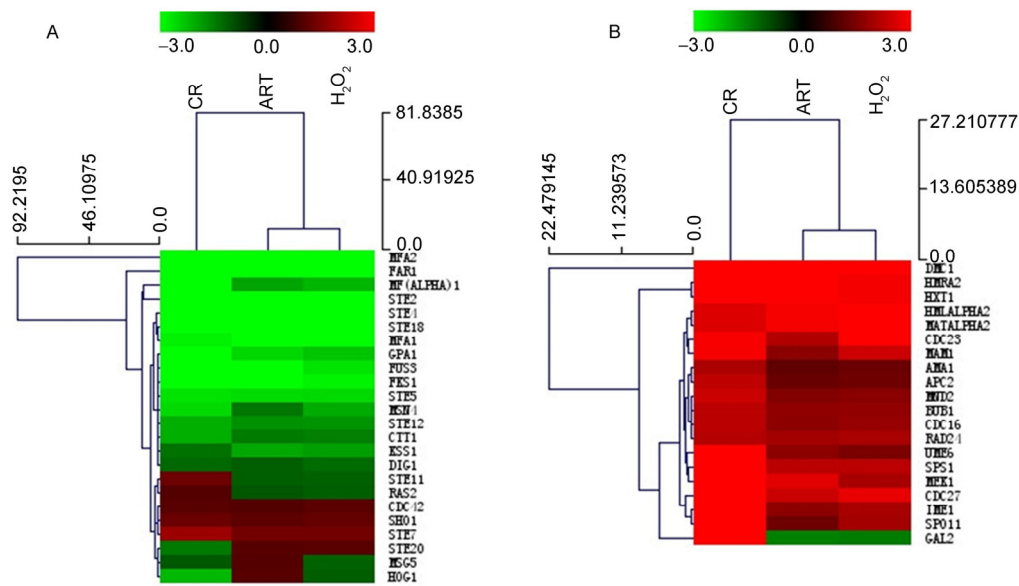 A
−3.0 0.0 3.0
CR
ART
H₂O₂
81.8385
40.91925
0.0
92.2195
46.10975
0.0
MFA2
FAR1
MF(ALPHA)1
STE2
STE4
STE18
MFA1
GPA1
FUS3
FKS1
STE5
MSN4
STE12
CTT1
KSS1
DIG1
STE11
RAS2
CDC42
SHO1
STE7
STE20
MSG5
HOG1
B
−3.0 0.0 3.0
CR
ART
H₂O₂
27.210777
13.605389
0.0
22.479145
11.239573
0.0
DMC1
HMRA2
HXT1
HMLALPHA2
MATALPHA2
CDC23
MAM1
AMA1
APC2
MND2
BUB1
CDC16
RAD24
UME6
SPS1
MEK1
CDC27
IME1
SPO11
GAL2